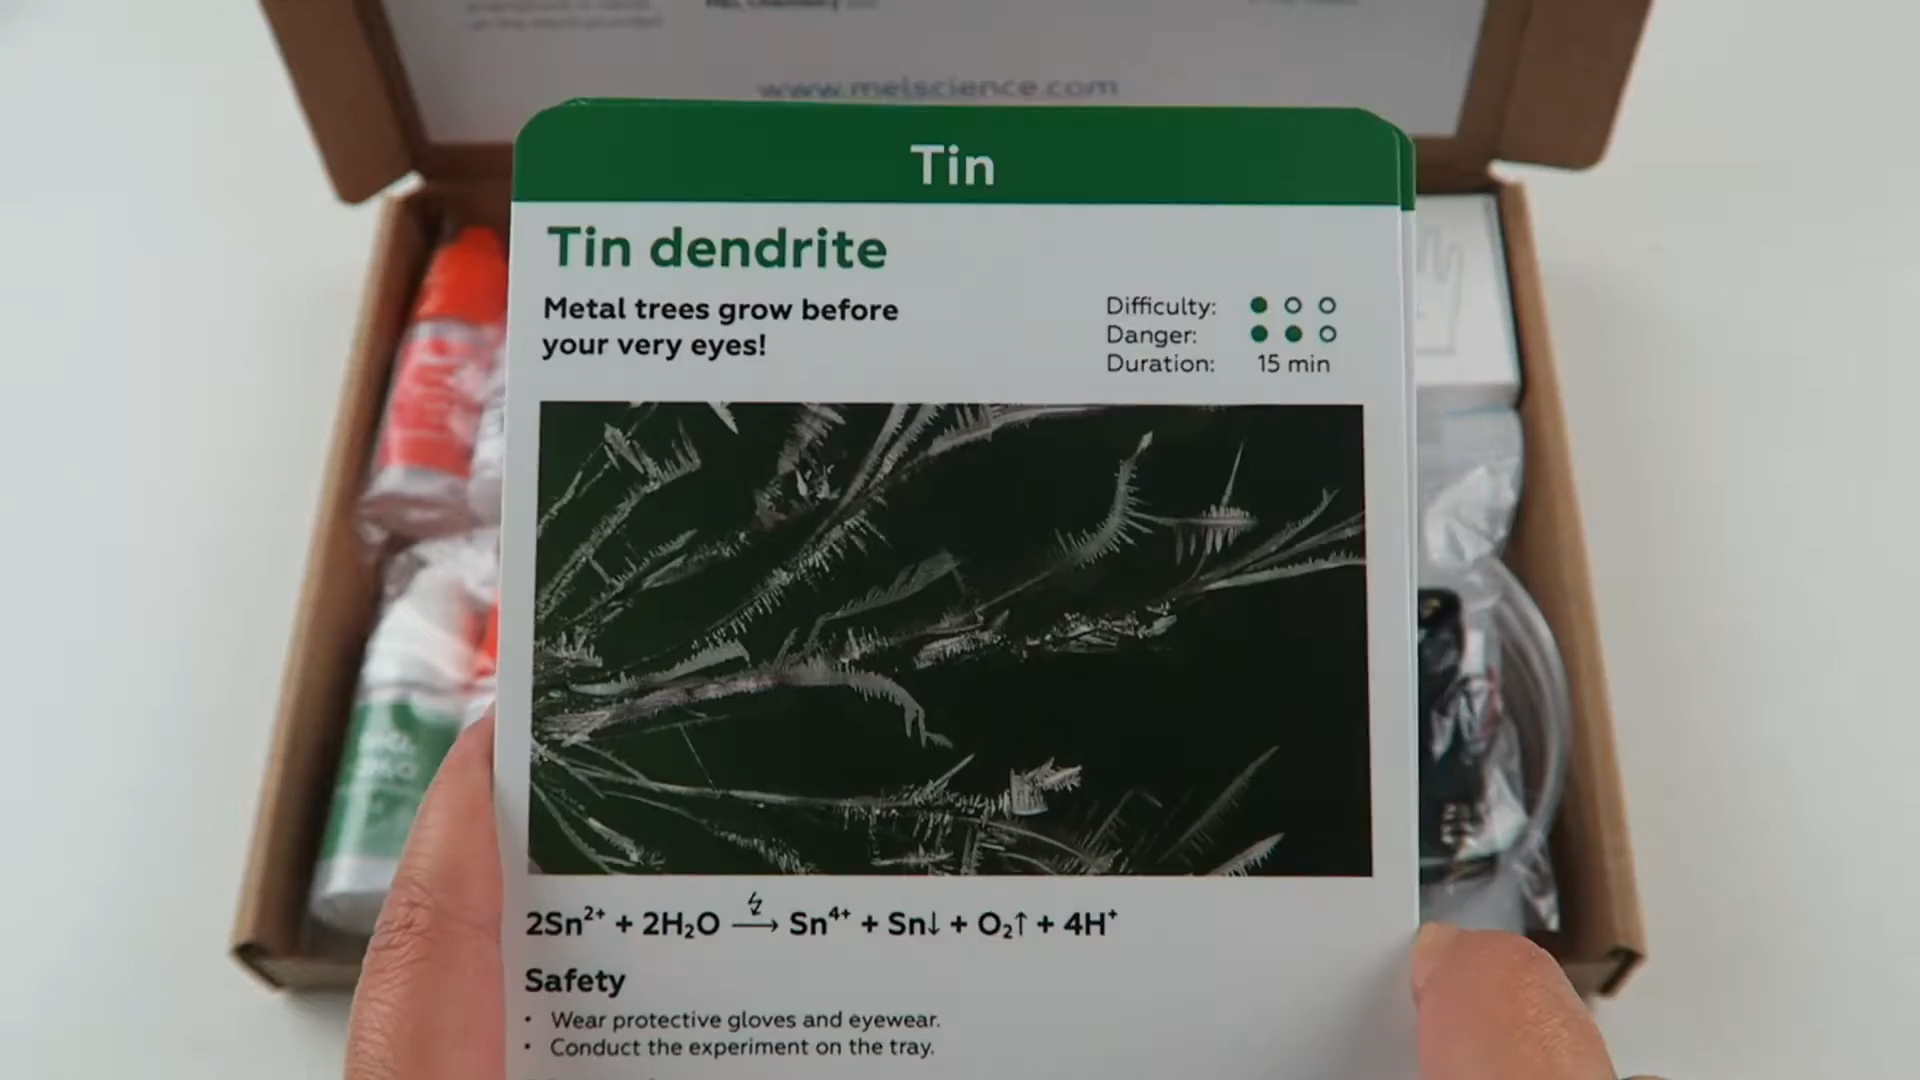 www.melscience.com
Tin
Tin dendrite
Metal trees grow before
your very eyes!
Difficulty:
Danger:
Duration: 15 min
2Sn²⁺ + 2H₂O ⟶ Sn⁴⁺ + Sn↓ + O₂↑ + 4H⁺
Safety
• Wear protective gloves and eyewear.
• Conduct the experiment on the tray.